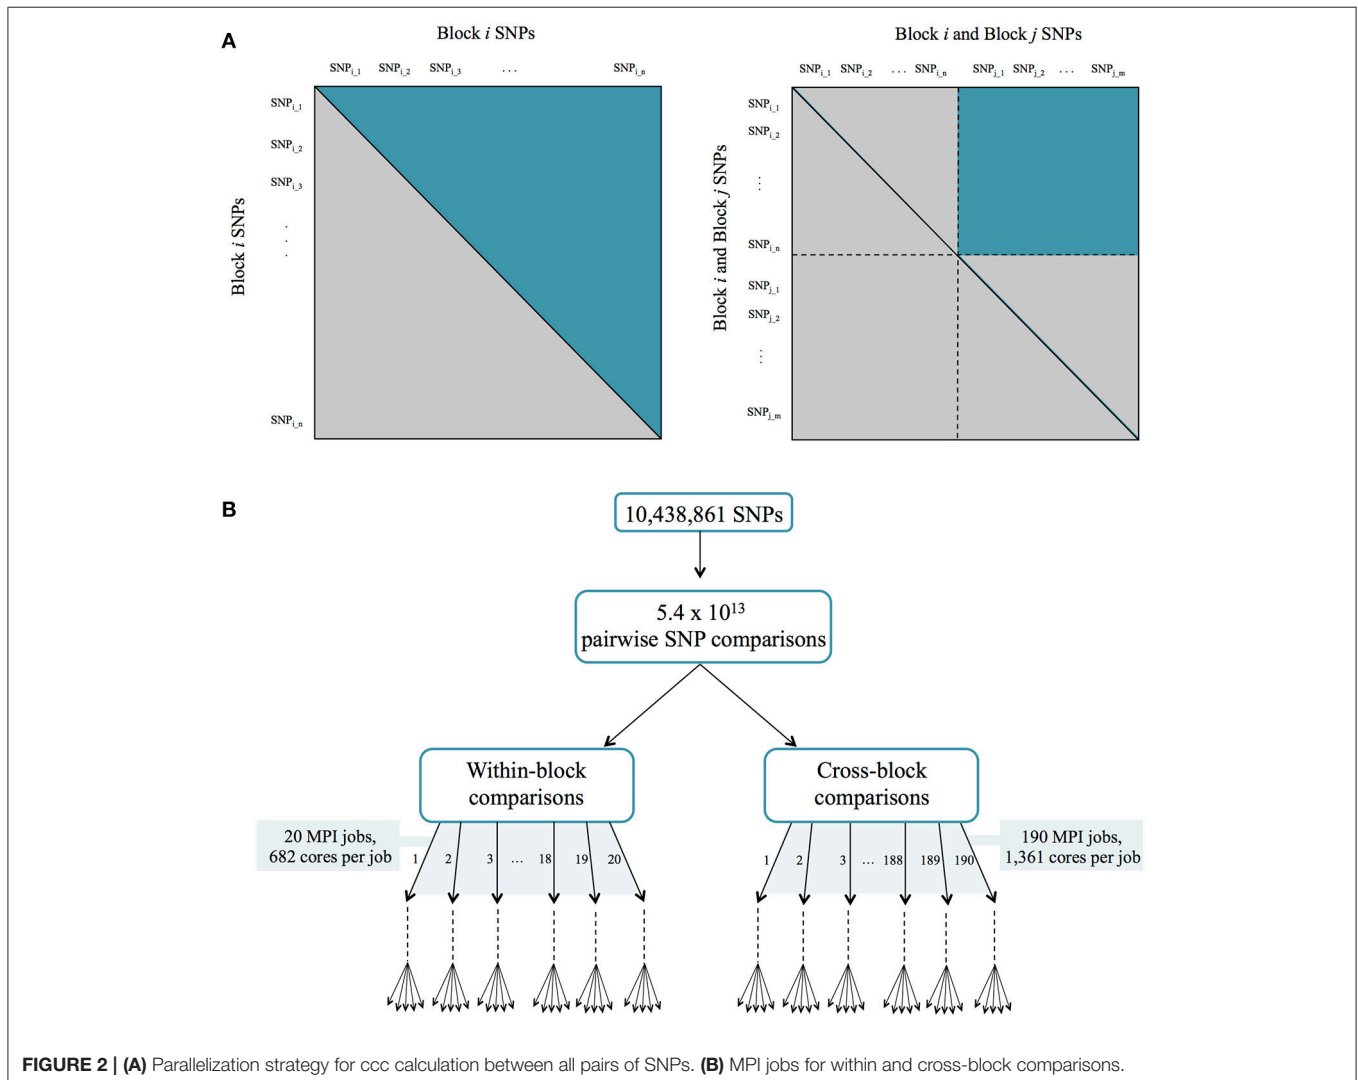 A
Block i SNPs
SNPi_1 SNPi_2 SNPi_3 ... SNPi_n
SNPi_1
SNPi_2
SNPi_3
.
.
.
SNPi_n
Block i SNPs
Block i and Block j SNPs
SNPi_1 SNPi_2 ... SNPi_n SNPj_1 SNPj_2 ... SNPj_m
SNPi_1
SNPi_2
⋮
SNPi_n
SNPj_1
SNPj_2
⋮
SNPj_m
Block i and Block j SNPs
B
10,438,861 SNPs
5.4 x 10¹³
pairwise SNP comparisons
Within-block
comparisons
Cross-block
comparisons
20 MPI jobs,
682 cores per job
1 2 3 ... 18 19 20
1 2 3 ... 188 189 190
190 MPI jobs,
1,361 cores per job
FIGURE 2 | (A) Parallelization strategy for ccc calculation between all pairs of SNPs. (B) MPI jobs for within and cross-block comparisons.